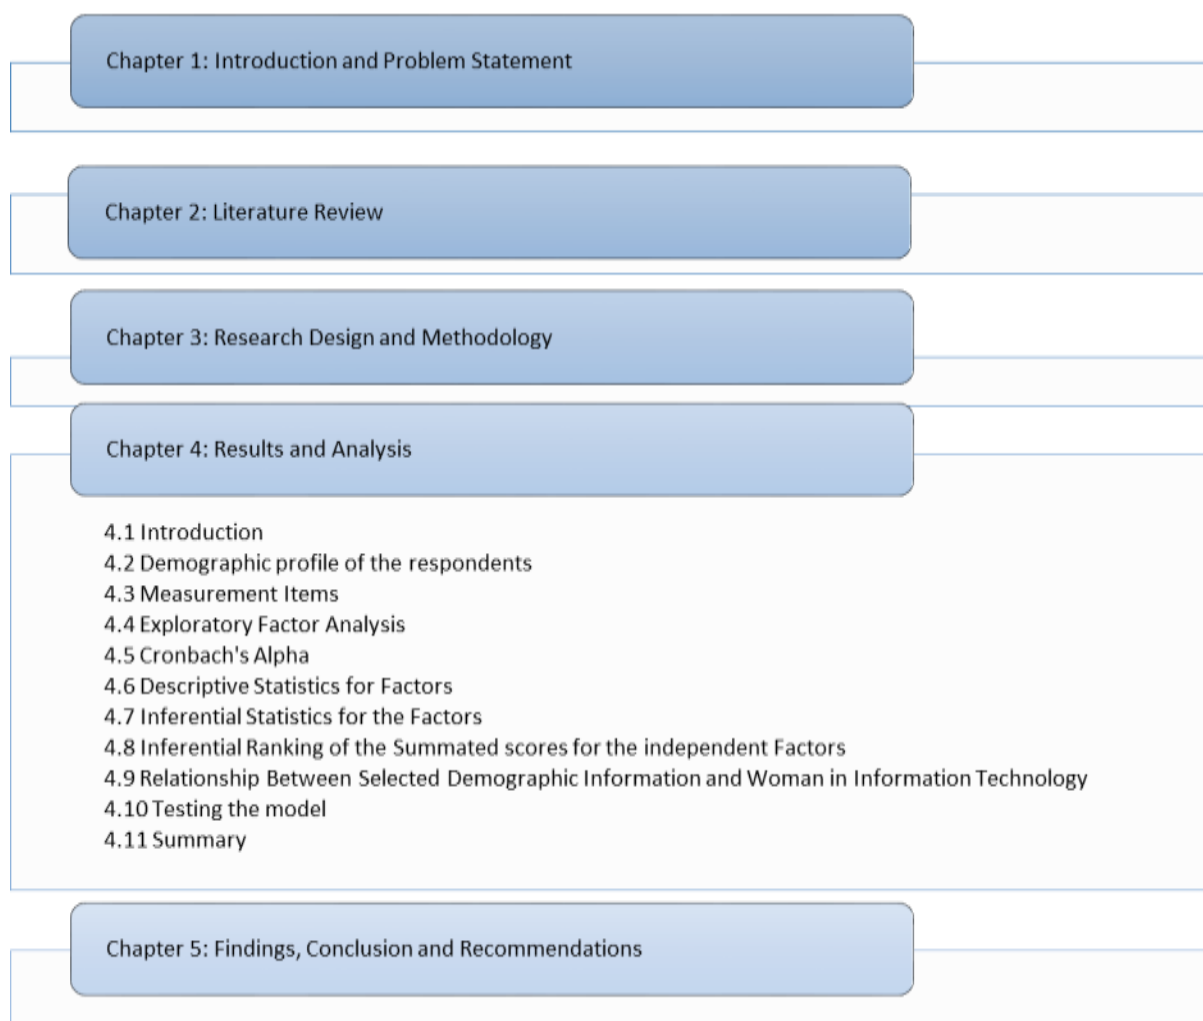 Chapter 1: Introduction and Problem Statement
Chapter 2: Literature Review
Chapter 3: Research Design and Methodology
Chapter 4: Results and Analysis
4.1 Introduction
4.2 Demographic profile of the respondents
4.3 Measurement Items
4.4 Exploratory Factor Analysis
4.5 Cronbach's Alpha
4.6 Descriptive Statistics for Factors
4.7 Inferential Statistics for the Factors
4.8 Inferential Ranking of the Summated scores for the independent Factors
4.9 Relationship Between Selected Demographic Information and Woman in Information Technology
4.10 Testing the model
4.11 Summary
Chapter 5: Findings, Conclusion and Recommendations